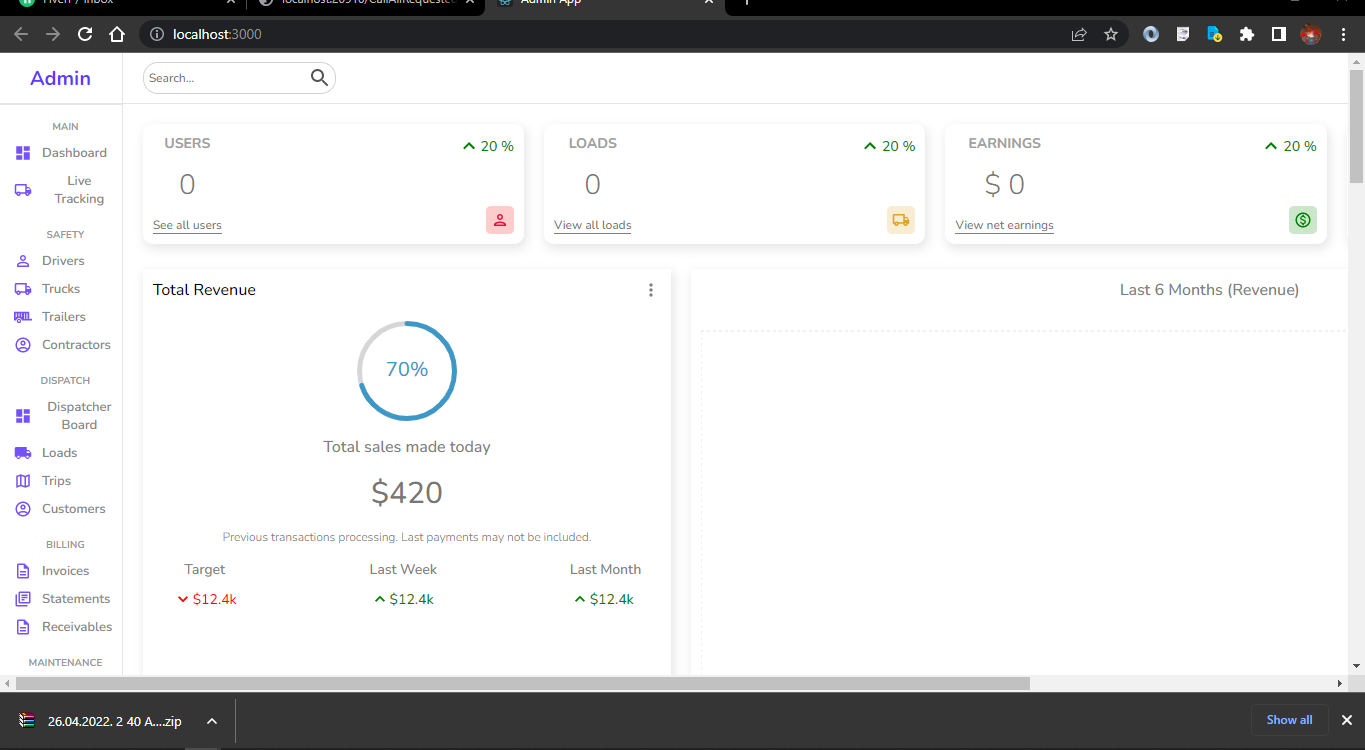 Fiverr / Inbox
Admin App
localhost:3000
Admin
Search...
MAIN
Dashboard
Live
Tracking
SAFETY
Drivers
Trucks
Trailers
Contractors
DISPATCH
Dispatcher
Board
Loads
Trips
Customers
BILLING
Invoices
Statements
Receivables
MAINTENANCE
USERS
20 %
0
See all users
LOADS
20 %
0
View all loads
EARNINGS
20 %
$ 0
View net earnings
Total Revenue
70%
Total sales made today
$420
Previous transactions processing. Last payments may not be included.
Target
Last Week
Last Month
$12.4k
$12.4k
$12.4k
Last 6 Months (Revenue)
26.04.2022. 2 40 A....zip
Show all